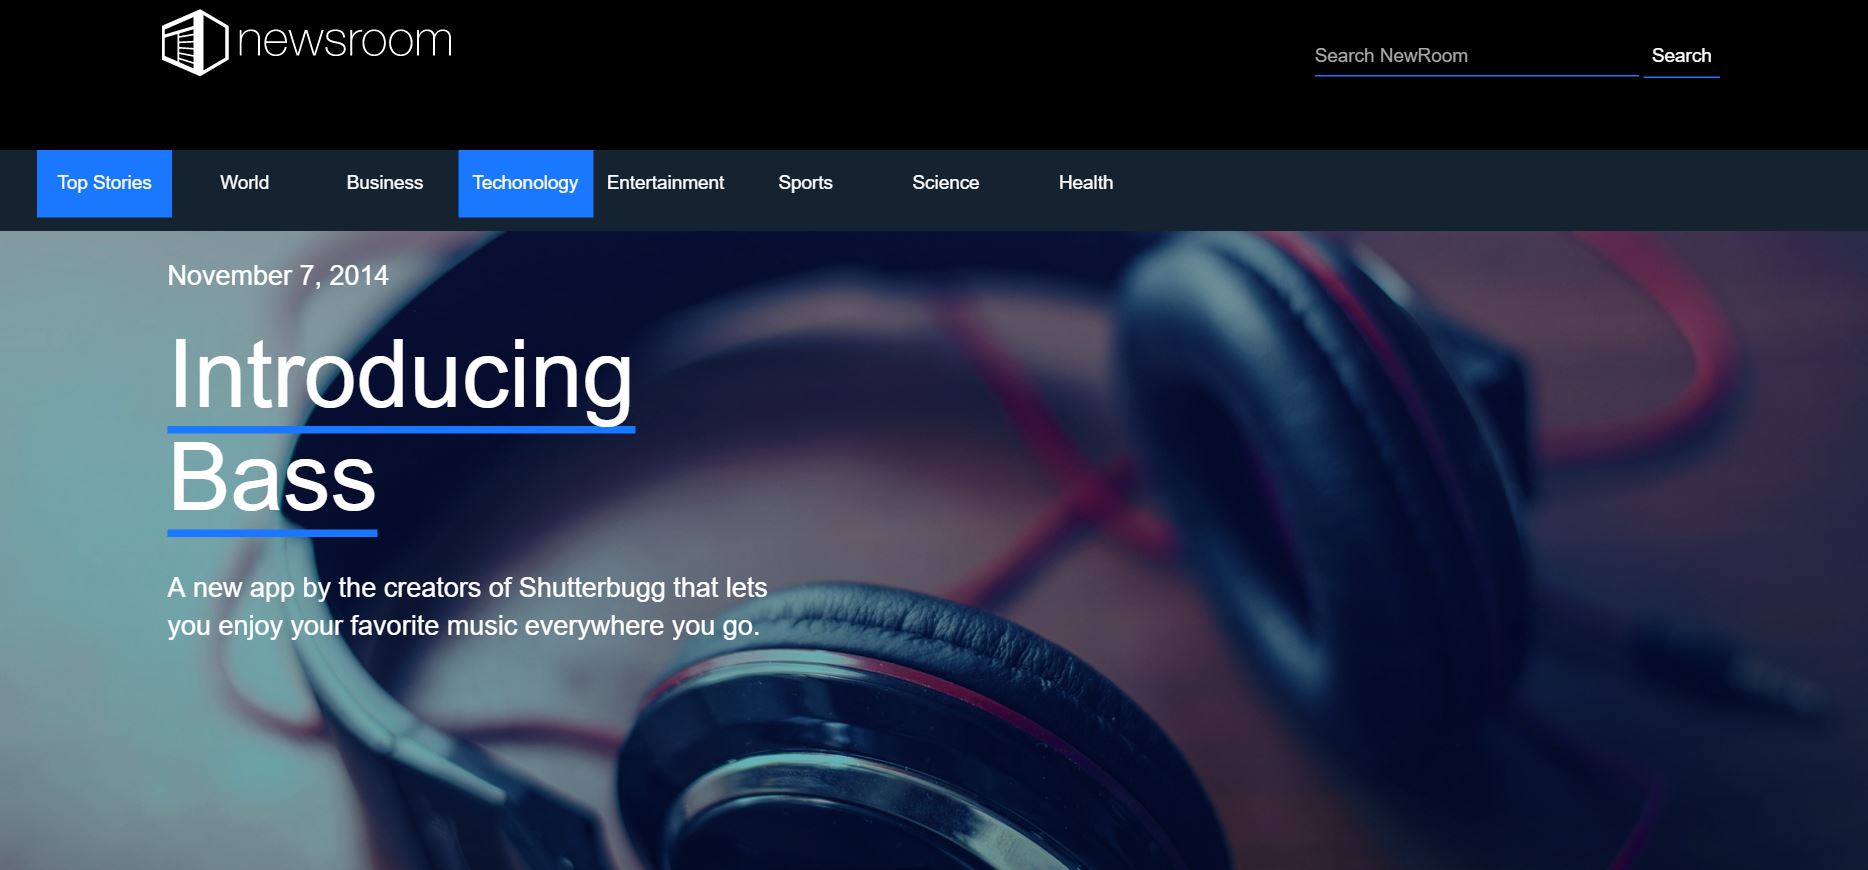 newsroom
Search NewRoom Search
Top Stories World Business Techonology Entertainment Sports Science Health
November 7, 2014
Introducing
Bass
A new app by the creators of Shutterbugg that lets
you enjoy your favorite music everywhere you go.